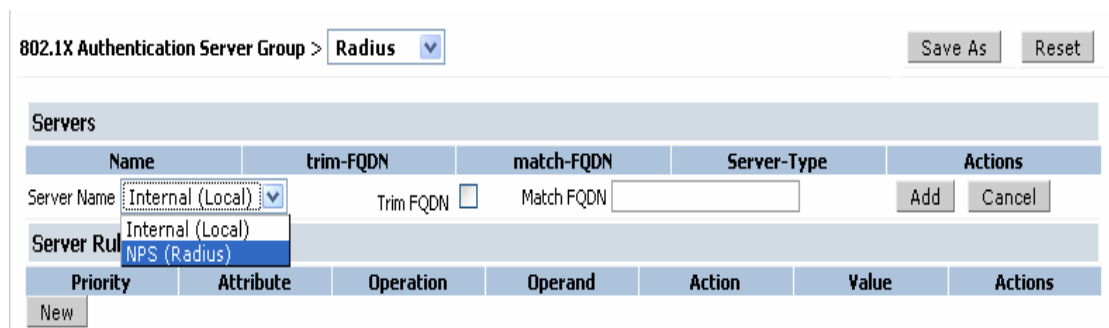 802.1X Authentication Server Group > Radius Save As Reset
Servers
Name trim-FQDN match-FQDN Server-Type Actions
Server Name Internal (Local) Trim FQDN Match FQDN Add Cancel
Internal (Local)
Server Rul NPS (Radius)
Priority Attribute Operation Operand Action Value Actions
New